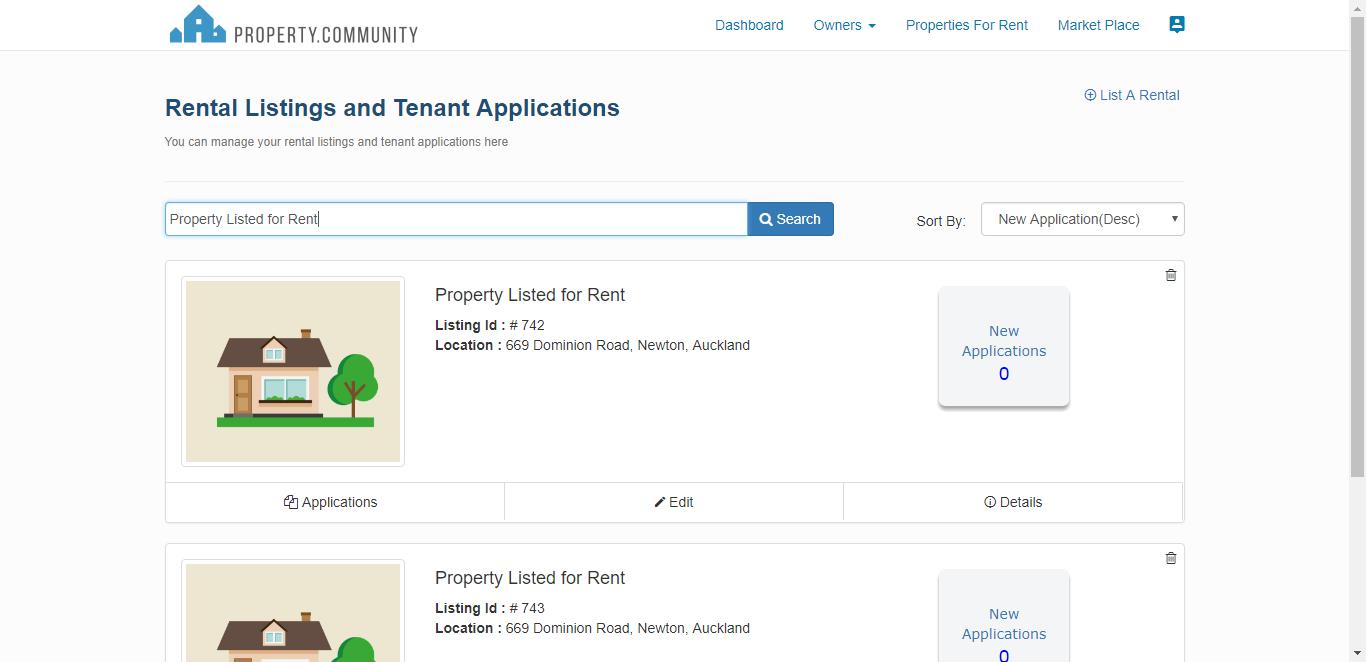 PROPERTY.COMMUNITY
Dashboard Owners Properties For Rent Market Place
Rental Listings and Tenant Applications
List A Rental
You can manage your rental listings and tenant applications here
Property Listed for Rent Search Sort By: New Application(Desc)
Property Listed for Rent
Listing Id : # 742
Location : 669 Dominion Road, Newton, Auckland
New
Applications
0
Applications Edit Details
Property Listed for Rent
Listing Id : # 743
Location : 669 Dominion Road, Newton, Auckland
New
Applications
0